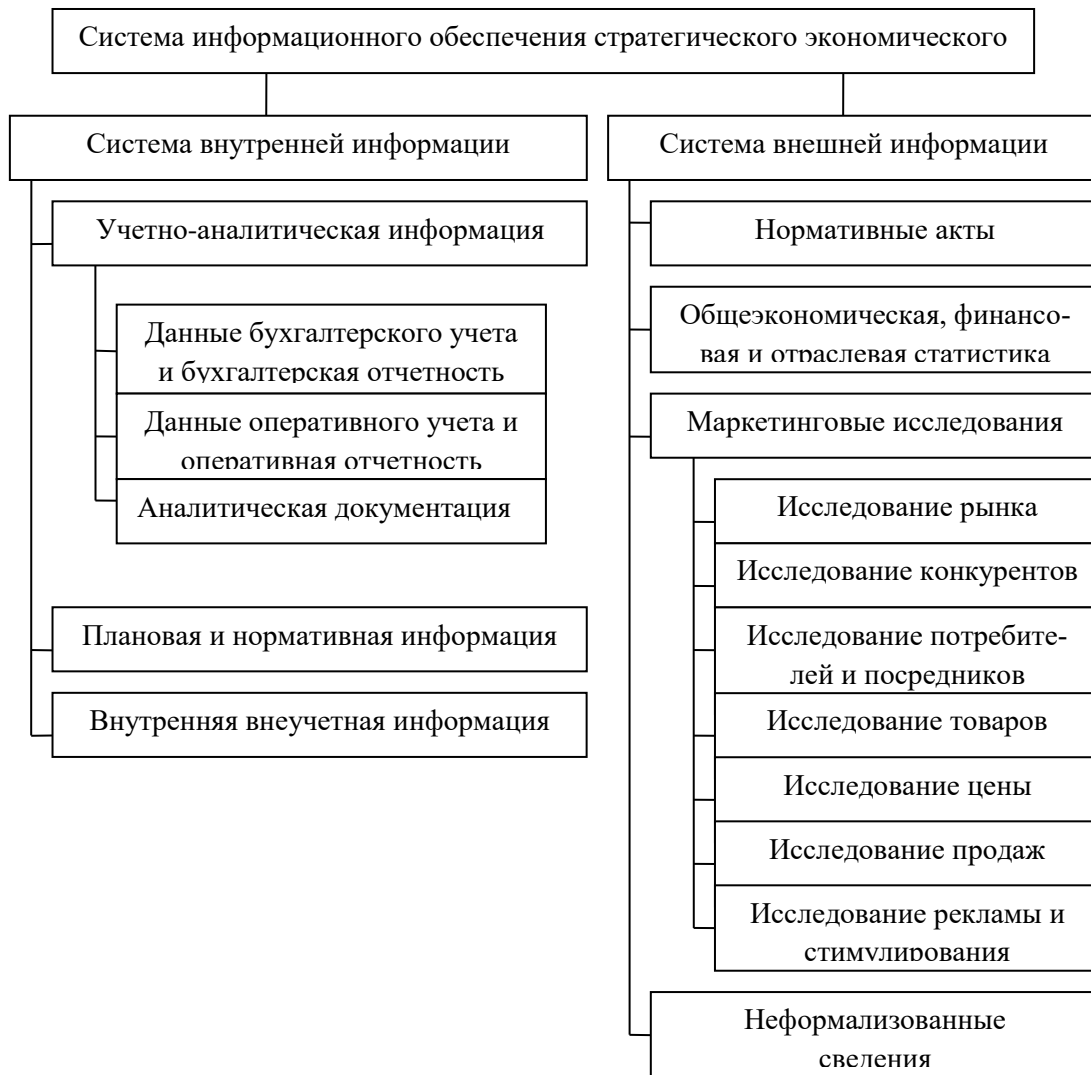 Система информационного обеспечения стратегического экономического
Система внутренней информации
Учетно-аналитическая информация
Данные бухгалтерского учета
и бухгалтерская отчетность
Данные оперативного учета и
оперативная отчетность
Аналитическая документация
Плановая и нормативная информация
Внутренняя внеучетная информация
Система внешней информации
Нормативные акты
Общеэкономическая, финансо-
вая и отраслевая статистика
Маркетинговые исследования
Исследование рынка
Исследование конкурентов
Исследование потребите-
лей и посредников
Исследование товаров
Исследование цены
Исследование продаж
Исследование рекламы и
стимулирования
Неформализованные
сведения